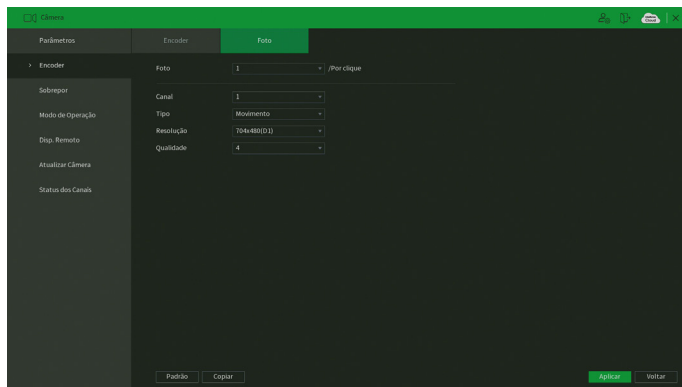 Câmera
Parâmetros
Encoder
Foto
> Encoder
Sobrepor
Modo de Operação
Disp. Remoto
Atualizar Câmera
Status dos Canais
Foto 1 /Por clique
Canal 1
Tipo Movimento
Resolução 704x480(D1)
Qualidade 4
Padrão
Copiar
Aplicar
Voltar